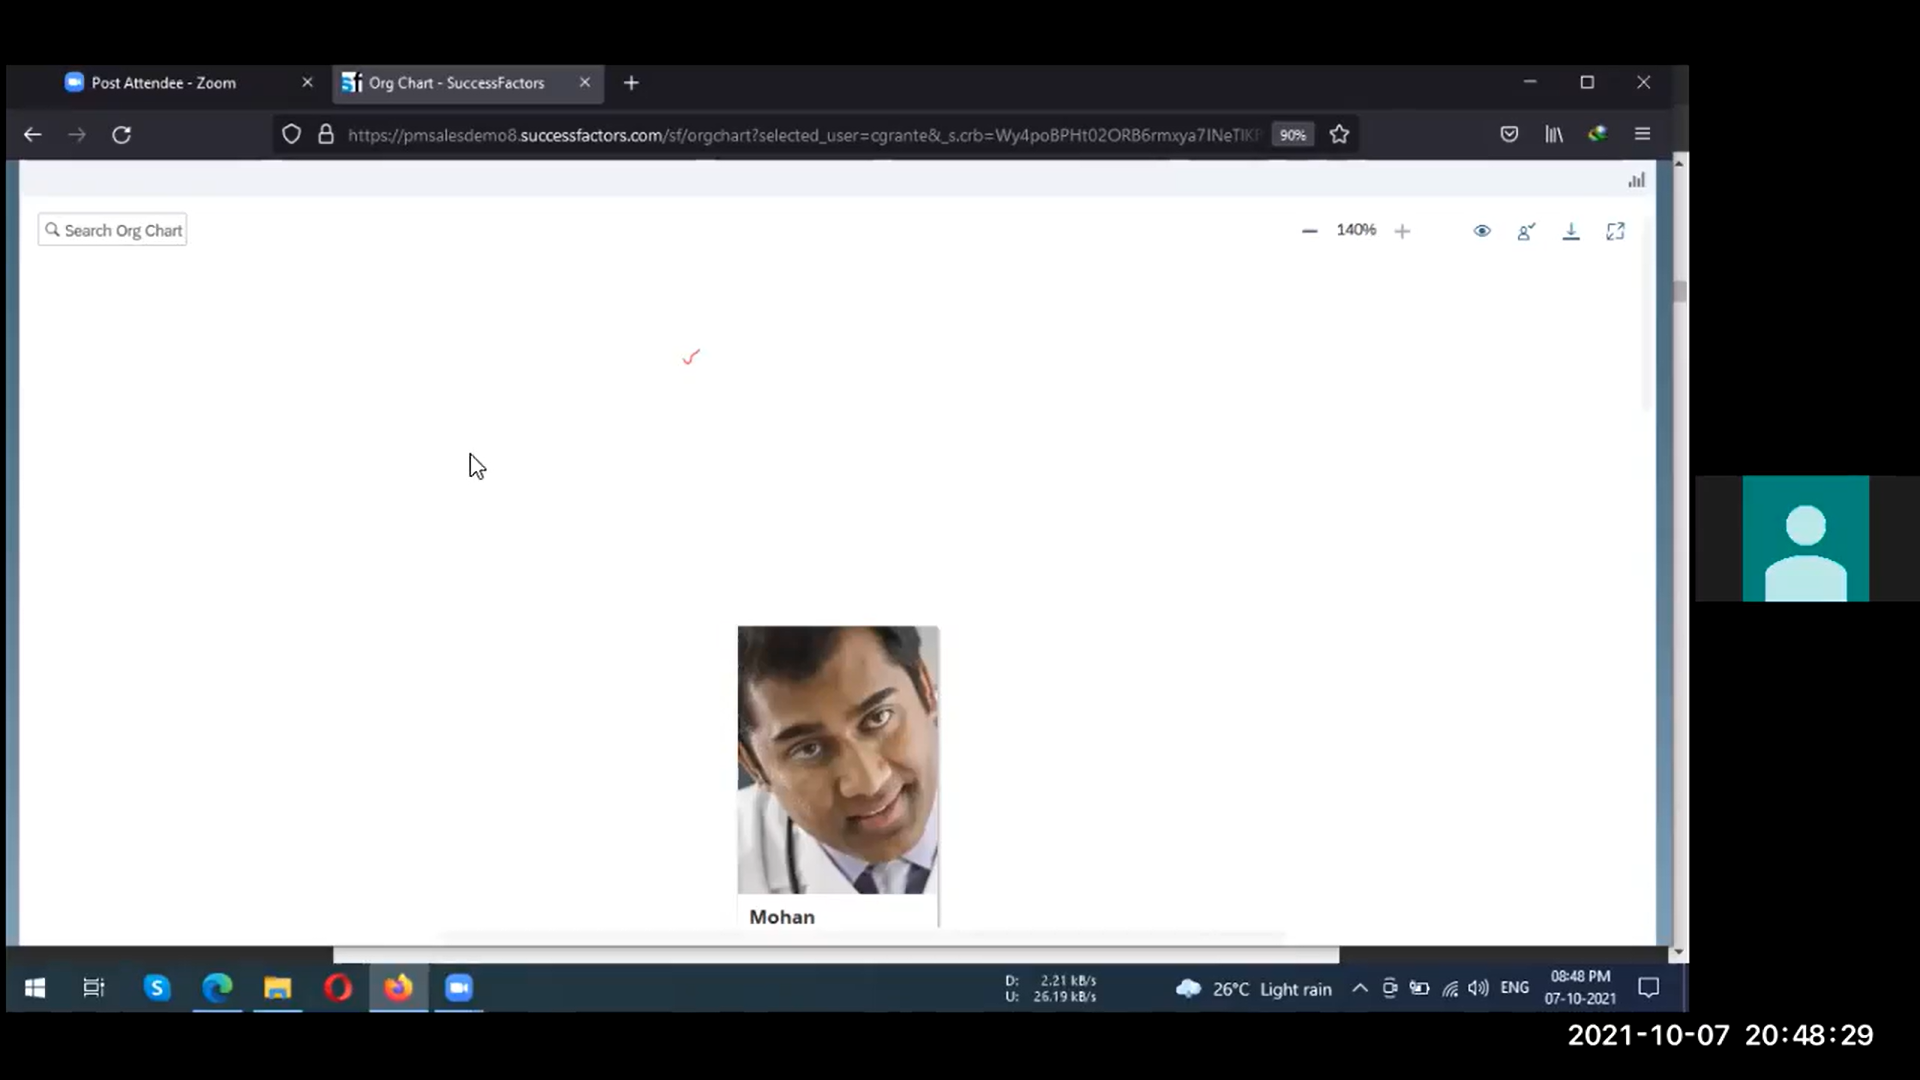 Post Attendee - Zoom
Org Chart - SuccessFactors
https://pmsalesdemo8.successfactors.com/sf/orgchart?selected_user=cgrante&_s.crb=
90%
Search Org Chart
140%
Mohan
D: 2.21 kB/s
U: 26.19 kB/s
26°C Light rain
ENG
08:48 PM
07-10-2021
2021-10-07 20:48:29